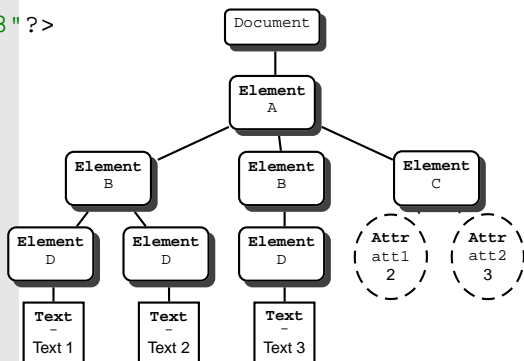 8"?>
Document
Element
A
Element
B
Element
B
Element
C
Element
D
Element
D
Element
D
Attr
att1
2
Attr
att2
3
Text
–
Text 1
Text
–
Text 2
Text
–
Text 3